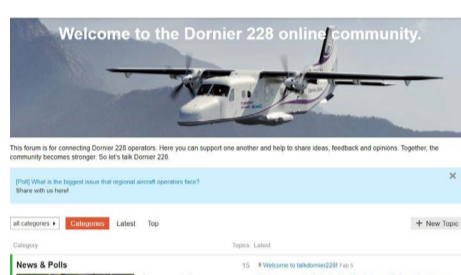 Welcome to the Dornier 228 online community.
This forum is for connecting Dornier 228 operators. Here you can support one another and help to share ideas, feedback and opinions. Together, the
community becomes stronger. So let's talk Dornier 228.
[Poll] What is the biggest issue that regional aircraft operators face?
Share with us here!
all categories Categories Latest Top + New Topic
Category Topics Latest
News & Polls 15 Welcome to talkdornier228! Feb 5